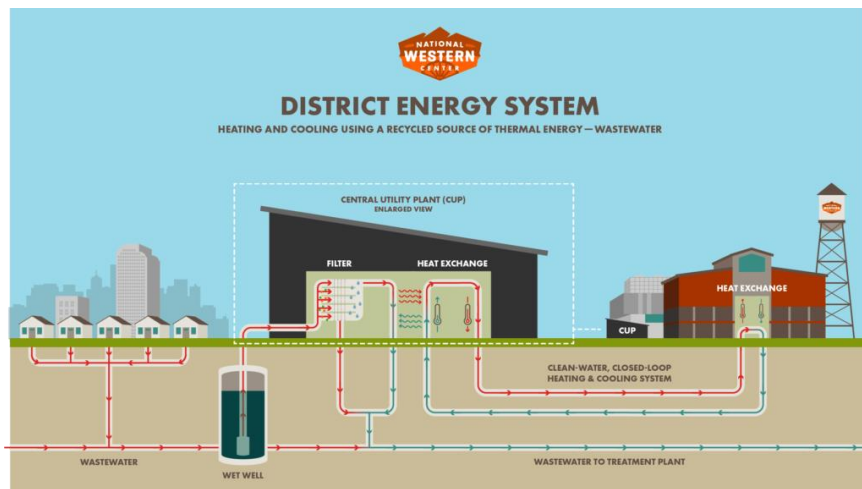 NATIONAL
WESTERN
CENTER
DISTRICT ENERGY SYSTEM
HEATING AND COOLING USING A RECYCLED SOURCE OF THERMAL ENERGY — WASTEWATER
CENTRAL UTILITY PLANT (CUP)
ENLARGED VIEW
FILTER
HEAT EXCHANGE
HEAT EXCHANGE
CUP
CLEAN-WATER, CLOSED-LOOP
HEATING & COOLING SYSTEM
WASTEWATER
WET WELL
WASTEWATER TO TREATMENT PLANT